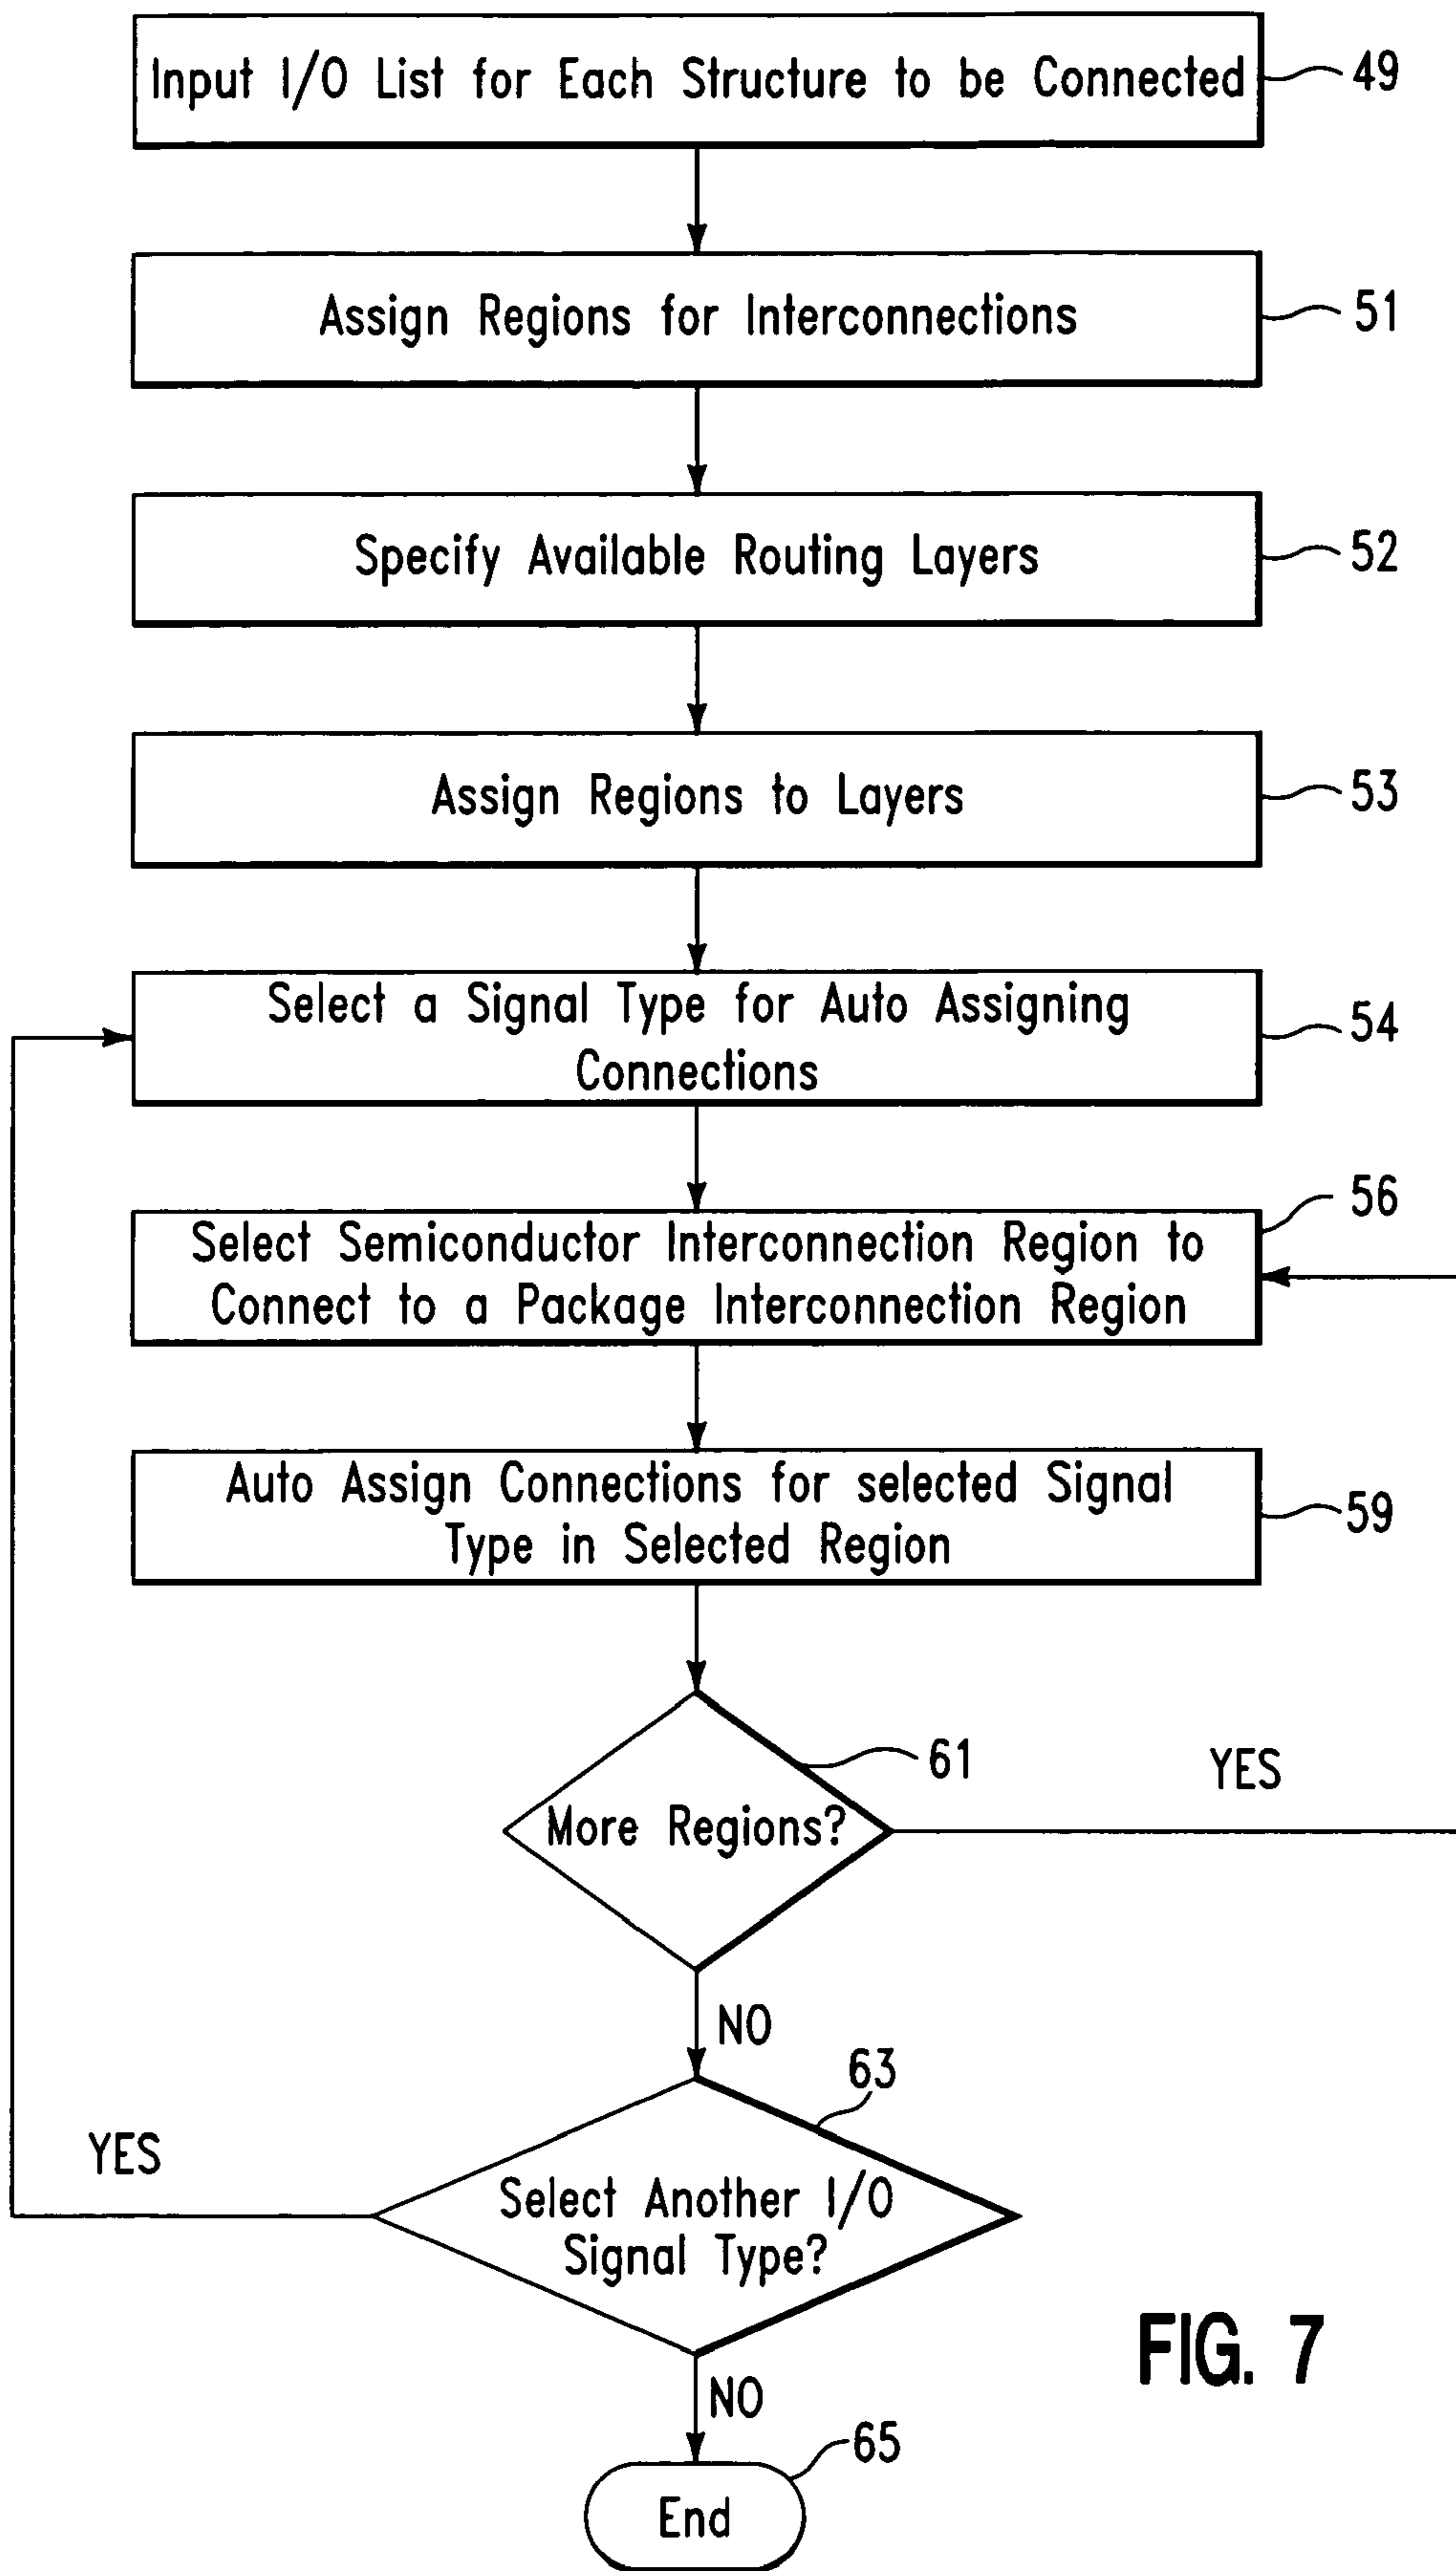 Input I/O List for Each Structure to be Connected
49
Assign Regions for Interconnections
51
Specify Available Routing Layers
52
Assign Regions to Layers
53
Select a Signal Type for Auto Assigning
Connections
54
Select Semiconductor Interconnection Region to
Connect to a Package Interconnection Region
56
Auto Assign Connections for selected Signal
Type in Selected Region
59
More Regions?
61
YES
NO
Select Another I/O
Signal Type?
63
YES
NO
End
65
FIG. 7